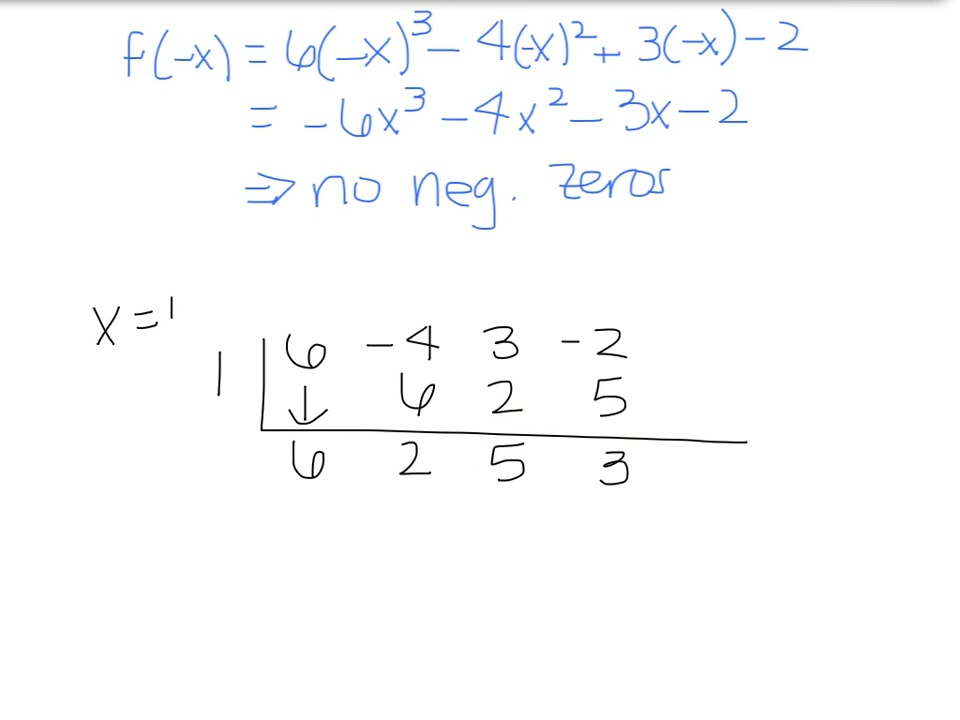 f(-x) = 6(-x)³ - 4(-x)² + 3(-x) - 2
= -6x³ - 4x² - 3x - 2
⇒ no neg. zeros
x = 1
1 | 6 -4 3 -2
↓ 6 2 5
6 2 5 3